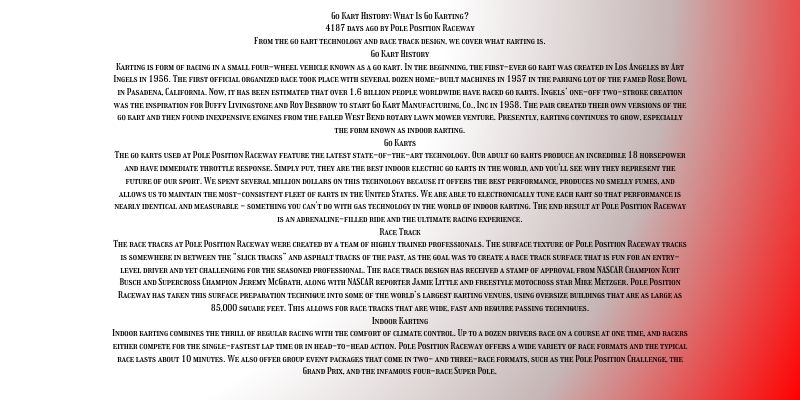 Go Kart History: What Is Go Karting?
4187 days ago by Pole Position Raceway
From the go kart technology and race track design, we cover what karting is.
Go Kart History
Karting is form of racing in a small four-wheel vehicle known as a go kart. In the beginning, the first-ever go kart was created in Los Angeles by Art
Ingels in 1956. The first official organized race took place with several dozen home-built machines in 1957 in the parking lot of the famed Rose Bowl
in Pasadena, California. Now, it has been estimated that over 1.6 billion people worldwide have raced go karts. Ingels' one-off two-stroke creation
was the inspiration for Duffy Livingstone and Roy Desbrow to start Go Kart Manufacturing, Co., Inc in 1958. The pair created their own versions of the
go kart and then found inexpensive engines from the failed West Bend rotary lawn mower venture. Presently, karting continues to grow, especially
the form known as indoor karting.
Go Karts
The go karts used at Pole Position Raceway feature the latest state-of-the-art technology. Our adult go karts produce an incredible 18 horsepower
and have immediate throttle response. Simply put, they are the best indoor electric go karts in the world, and you'll see why they represent the
future of our sport. We spent several million dollars on this technology because it offers the best performance, produces no smelly fumes, and
allows us to maintain the most-consistent fleet of karts in the United States. We are able to electronically tune each kart so that performance is
nearly identical and measurable – something you can't do with gas technology in the world of indoor karting. The end result at Pole Position Raceway
is an adrenaline-filled ride and the ultimate racing experience.
Race Track
The race tracks at Pole Position Raceway were created by a team of highly trained professionals. The surface texture of Pole Position Raceway tracks
is somewhere in between the "slick tracks" and asphalt tracks of the past, as the goal was to create a race track surface that is fun for an entry-
level driver and yet challenging for the seasoned professional. The race track design has received a stamp of approval from NASCAR Champion Kurt
Busch and Supercross Champion Jeremy McGrath, along with NASCAR reporter Jamie Little and freestyle motocross star Mike Metzger. Pole Position
Raceway has taken this surface preparation technique into some of the world's largest karting venues, using oversize buildings that are as large as
85,000 square feet. This allows for race tracks that are wide, fast and require passing techniques.
Indoor Karting
Indoor karting combines the thrill of regular racing with the comfort of climate control. Up to a dozen drivers race on a course at one time, and racers
either compete for the single-fastest lap time or in head-to-head action. Pole Position Raceway offers a wide variety of race formats and the typical
race lasts about 10 minutes. We also offer group event packages that come in two- and three-race formats, such as the Pole Position Challenge, the
Grand Prix, and the infamous four-race Super Pole.